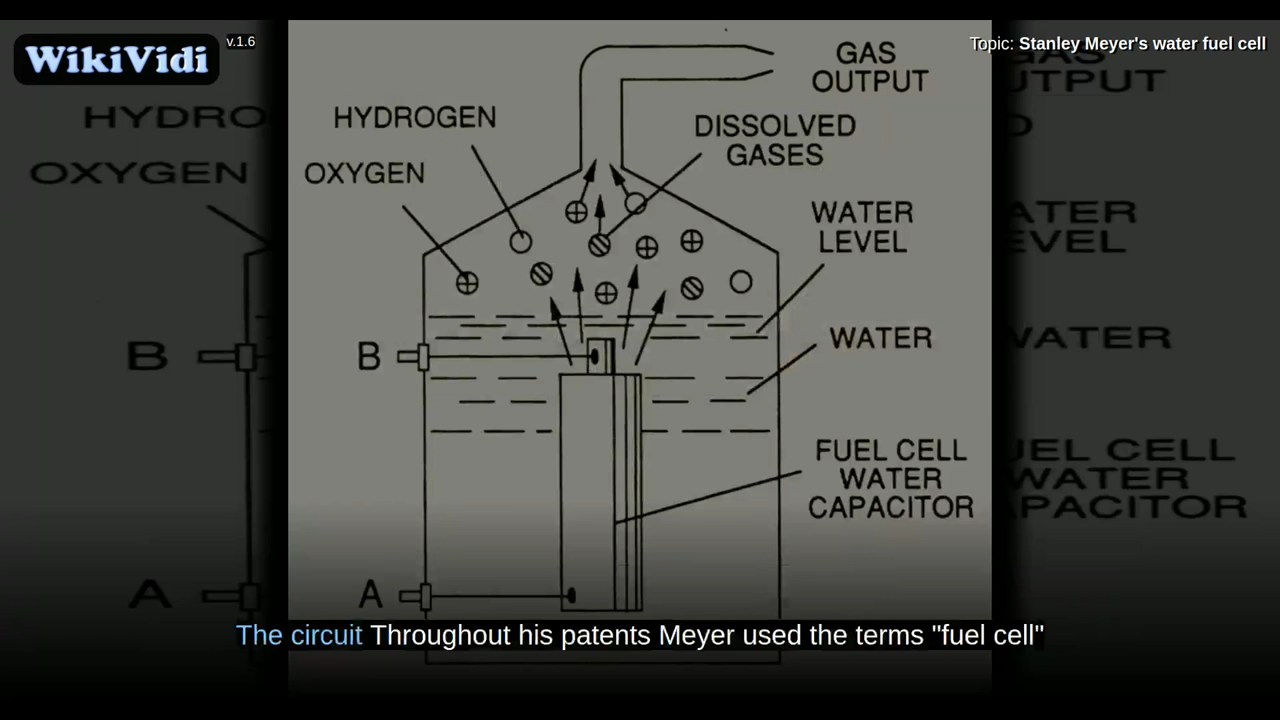 WikiVidi
v.1.6
Topic: Stanley Meyer's water fuel cell
GAS
OUTPUT
HYDROGEN
DISSOLVED
GASES
OXYGEN
WATER
LEVEL
WATER
B
B
FUEL CELL
WATER
CAPACITOR
A
A
The circuit Throughout his patents Meyer used the terms "fuel cell"